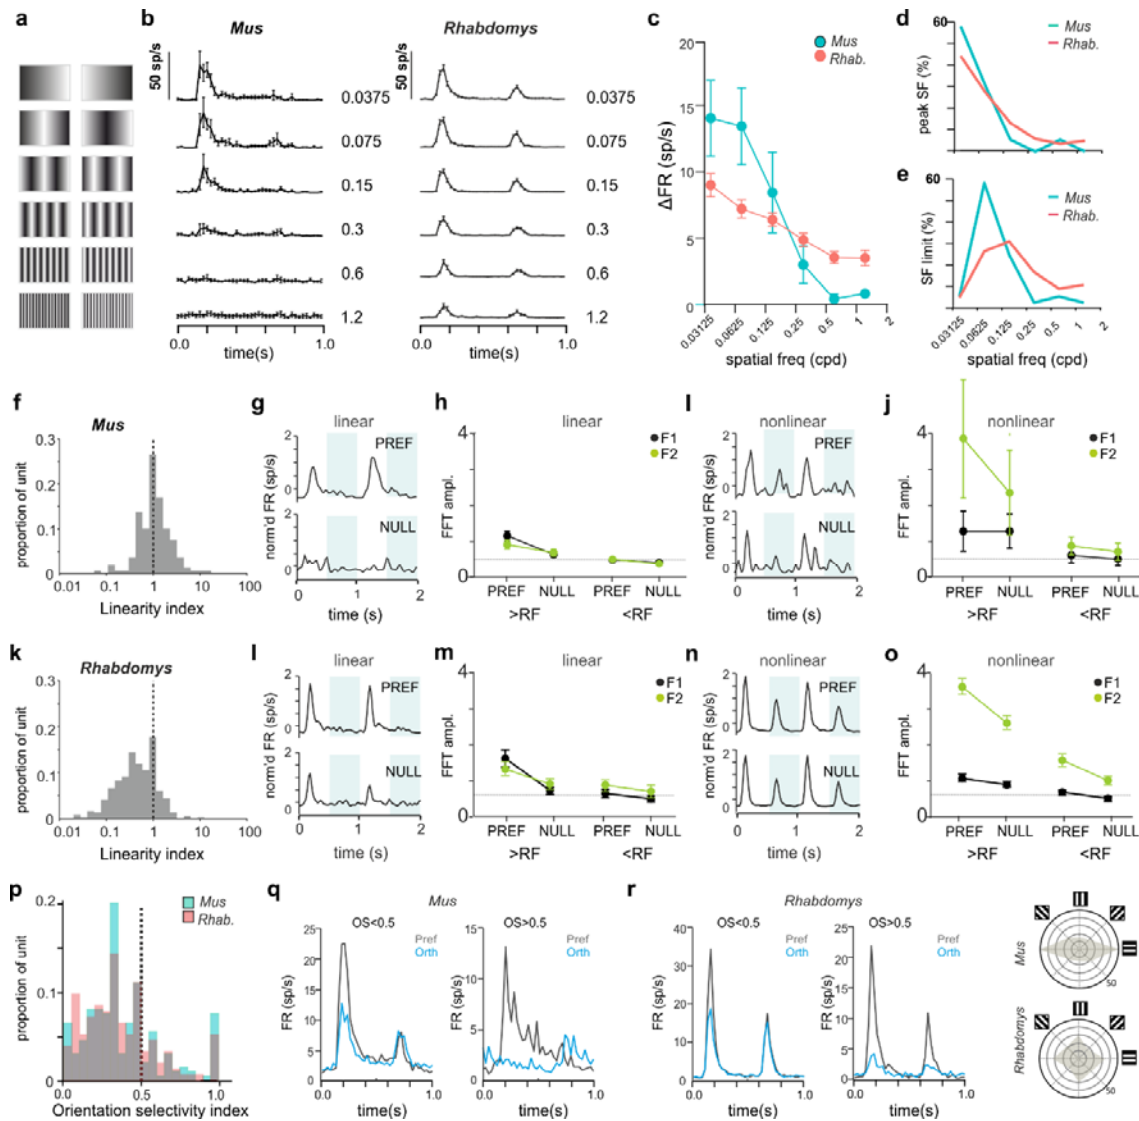 a
b
Mus
Rhabdomys
50 sp/s
50 sp/s
0.0375
0.075
0.15
0.3
0.6
1.2
0.0375
0.075
0.15
0.3
0.6
1.2
0.0
0.5
1.0
time(s)
0.0
0.5
1.0
time(s)
c
Mus
Rhab.
20
15
10
5
0
ΔFR (sp/s)
0.03125
0.0625
0.125
0.25
0.5
1
2
spatial freq (cpd)
d
60
Mus
Rhab.
peak SF (%)
e
60
Mus
Rhab.
SF limit (%)
0.03125
0.0625
0.125
0.25
0.5
1
2
spatial freq (cpd)
f
Mus
0.3
0.2
0.1
0
proportion of unit
0.01
0.1
1
10
100
Linearity index
g
linear
PREF
NULL
2
1
0
2
1
0
norm'd FR (sp/s)
0
1
2
time (s)
h
linear
F1
F2
4
0
FFT ampl.
PREF NULL PREF NULL
>RF <RF
l
nonlinear
PREF
NULL
2
1
0
2
1
0
norm'd FR (sp/s)
0
1
2
time (s)
j
nonlinear
F1
F2
4
0
FFT ampl.
PREF NULL PREF NULL
>RF <RF
k
Rhabdomys
0.3
0.2
0.1
0
proportion of unit
0.01
0.1
1
10
100
Linearity index
l
linear
PREF
NULL
2
1
0
2
1
0
norm'd FR (sp/s)
0
1
2
time (s)
m
linear
F1
F2
4
0
FFT ampl.
PREF NULL PREF NULL
>RF <RF
n
nonlinear
PREF
NULL
2
1
0
2
1
0
norm'd FR (sp/s)
0
1
2
time (s)
o
nonlinear
F1
F2
4
0
FFT ampl.
PREF NULL PREF NULL
>RF <RF
p
Mus
Rhab.
0.2
0.1
0
proportion of unit
0
0.5
1.0
Orientation selectivity index
q
Mus
OS<0.5
Pref
Orth
25
20
15
10
5
0
FR (sp/s)
0.0
0.5
1.0
time(s)
OS>0.5
Pref
Orth
15
10
5
0
FR (sp/s)
0.0
0.5
1.0
time(s)
r
Rhabdomys
OS<0.5
Pref
Orth
40
30
20
10
0
FR (sp/s)
0.0
0.5
1.0
time(s)
OS>0.5
Pref
Orth
25
20
15
10
5
0
FR (sp/s)
0.0
0.5
1.0
time(s)
Mus
50
Rhabdomys
50